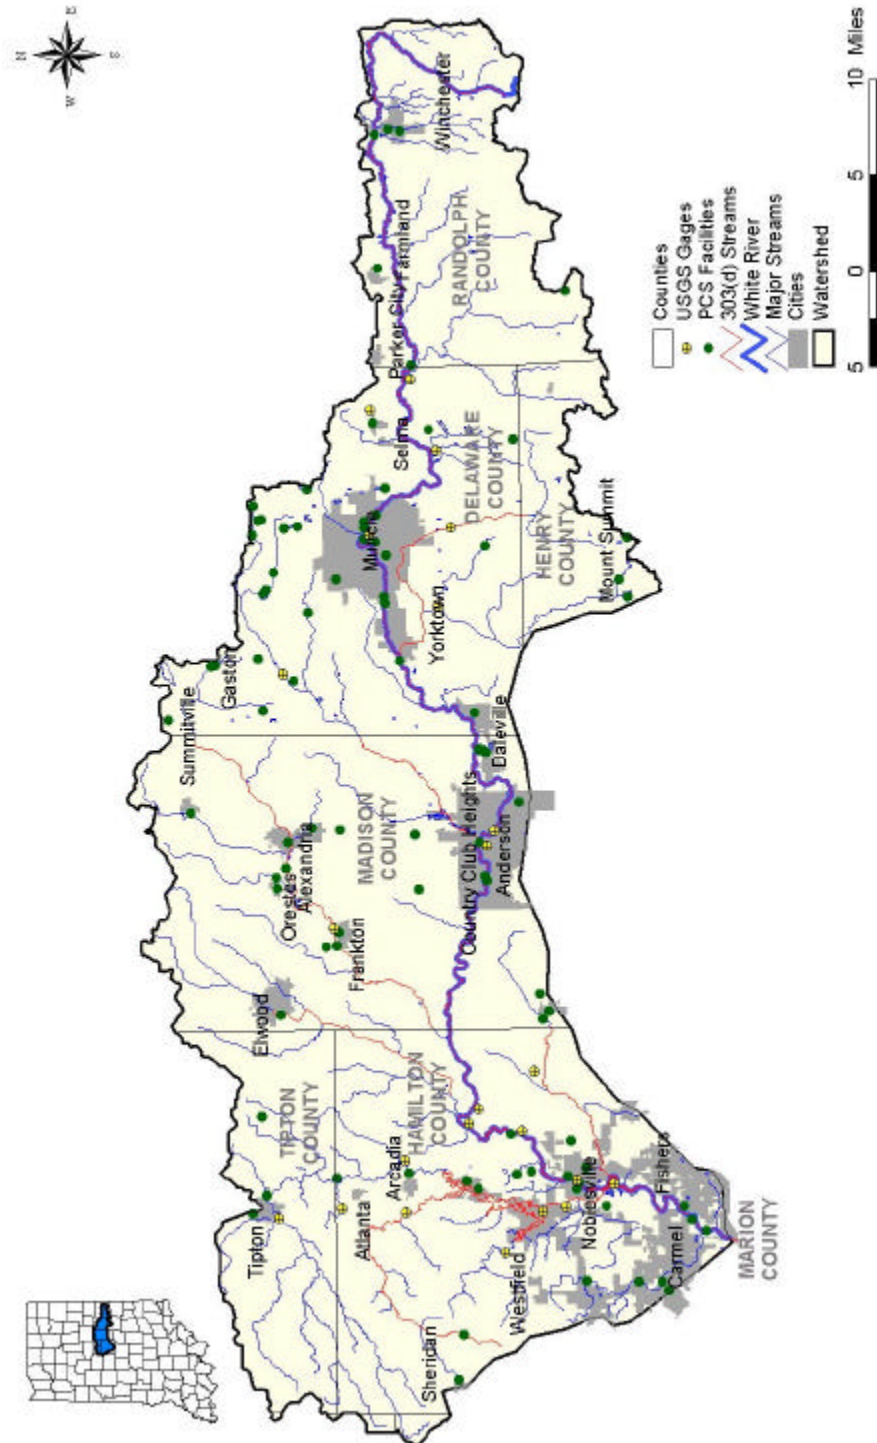 N
W
E
S
Summitville
Gaston
Tipton
Elwood
TIPTON
COUNTY
Orestes
Alexandria
Frankton
Atlanta
Muncie
MADISON
COUNTY
Arcadia
Parker City
Farmland
Selma
HAMILTON
COUNTY
Sheridan
Yorktown
Winchester
RANDOLPH
COUNTY
Country Club Heights
DELAWARE
COUNTY
Daleville
Anderson
Westfield
HENRY
COUNTY
Noblesville
Mount Summit
Fishers
Carmel
MARION
COUNTY
Counties
USGS Gages
PCS Facilities
303(d) Streams
White River
Major Streams
Cities
Watershed
5 0 5 10 Miles